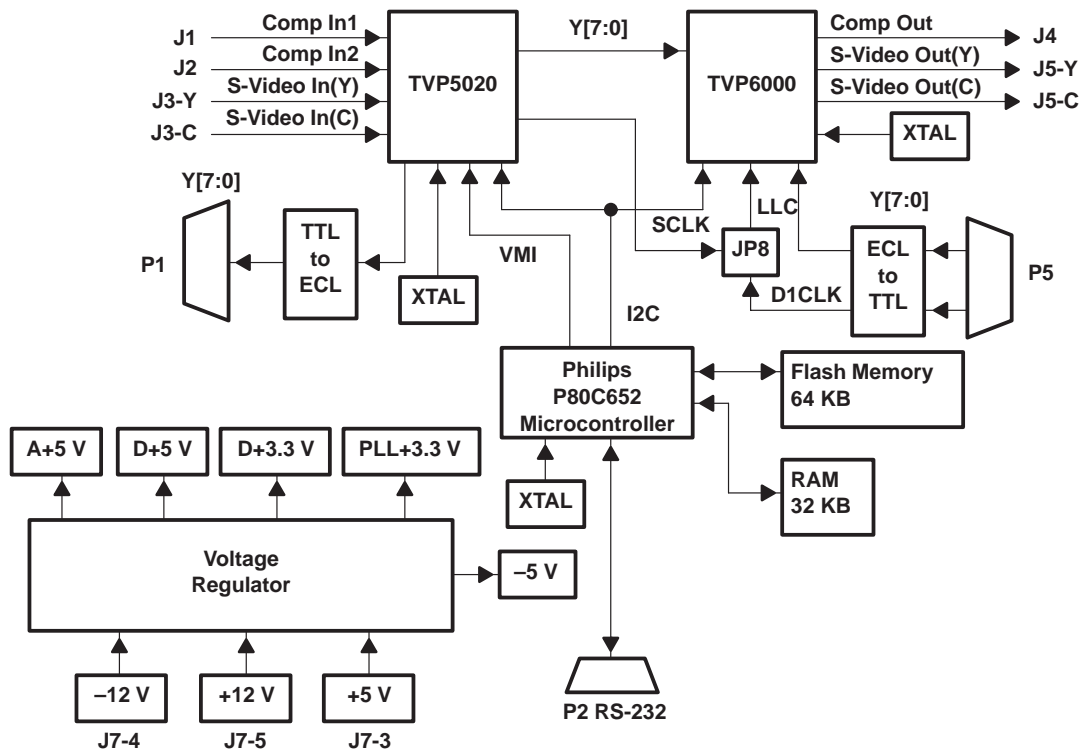 Comp In1
J1
Comp In2
J2
S-Video In(Y)
J3-Y
S-Video In(C)
J3-C
TVP5020
Y[7:0]
TVP6000
Comp Out
J4
S-Video Out(Y)
J5-Y
S-Video Out(C)
J5-C
XTAL
Y[7:0]
P1
TTL
to
ECL
XTAL
VMI
SCLK
LLC
JP8
D1CLK
I2C
Y[7:0]
ECL
to
TTL
P5
Philips
P80C652
Microcontroller
Flash Memory
64 KB
RAM
32 KB
XTAL
P2 RS-232
A+5 V
D+5 V
D+3.3 V
PLL+3.3 V
Voltage
Regulator
–5 V
–12 V
+12 V
+5 V
J7-4
J7-5
J7-3